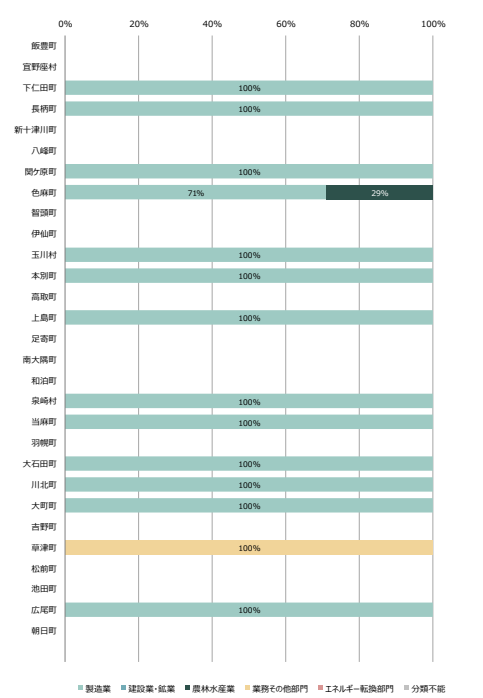 0% 20% 40% 60% 80% 100%
飯豊町
宜野座村
下仁田町 100%
長柄町 100%
新十津川町
八峰町
関ケ原町 100%
色麻町 71% 29%
智頭町
伊仙町
玉川村 100%
本別町 100%
高取町
上島町 100%
足寄町
南大隅町
和泊町
泉崎村 100%
当麻町 100%
羽幌町
大石田町 100%
川北町 100%
大町町 100%
吉野町
草津町 100%
松前町
池田町
広尾町 100%
朝日町
製造業 建設業・鉱業 農林水産業 業務その他部門 エネルギー転換部門 分類不能